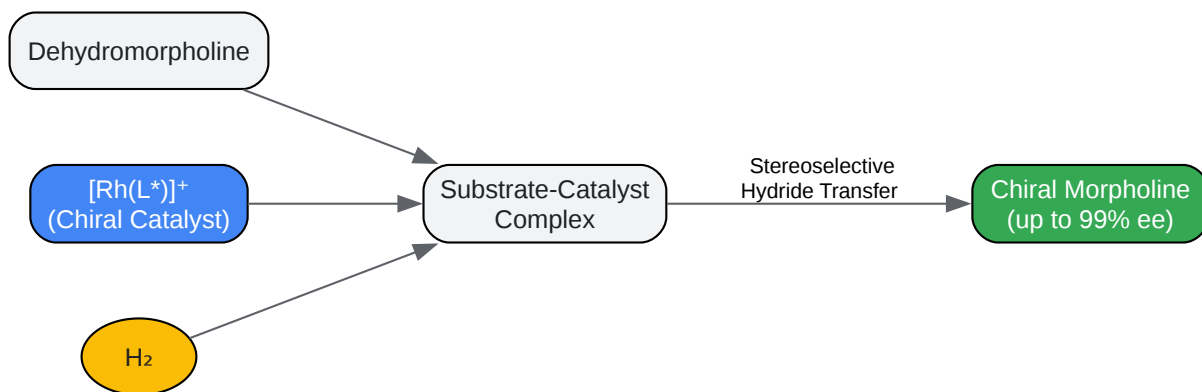 Dehydromorpholine
[Rh(L*)]⁺
(Chiral Catalyst)
H₂
Substrate-Catalyst
Complex
Stereoselective
Hydride Transfer
Chiral Morpholine
(up to 99% ee)